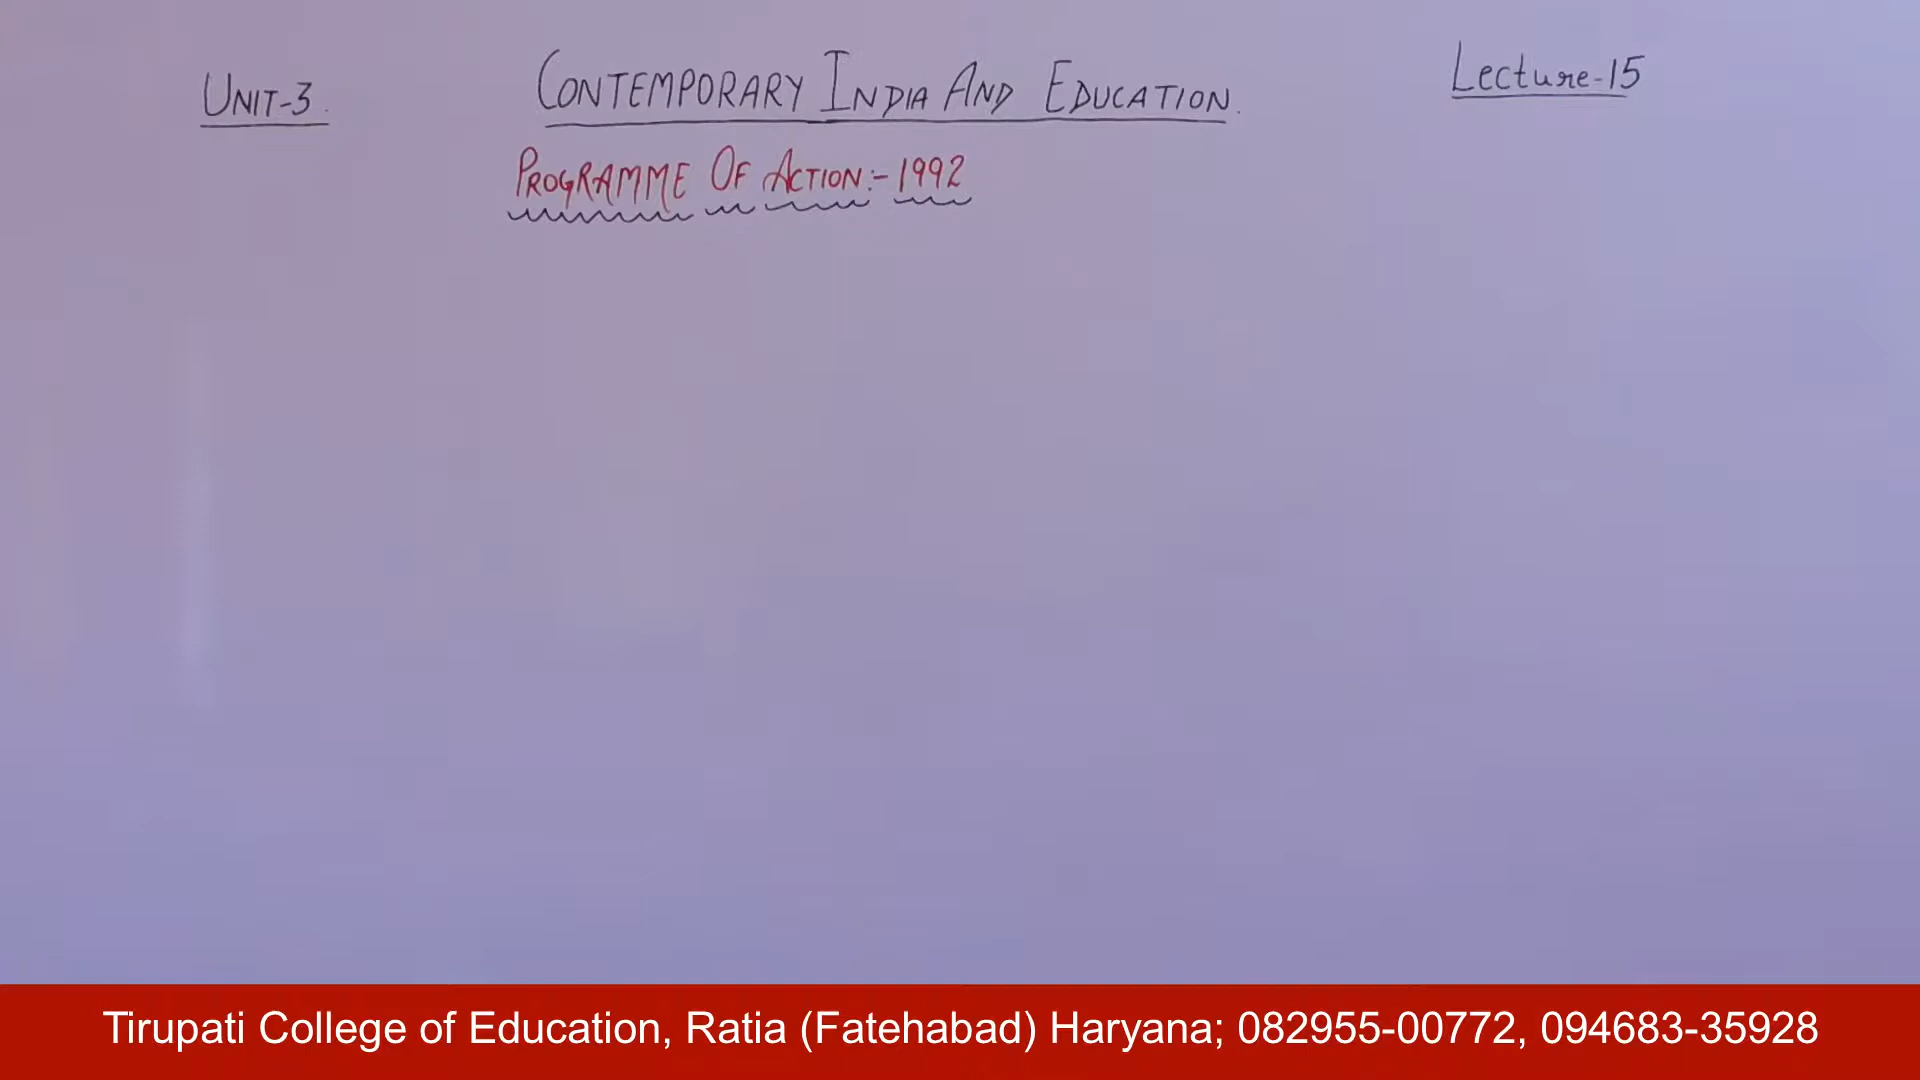 UNIT-3.
CONTEMPORARY INDIA AND EDUCATION.
Lecture-15
PROGRAMME OF ACTION:- 1992
Tirupati College of Education, Ratia (Fatehabad) Haryana; 082955-00772, 094683-35928